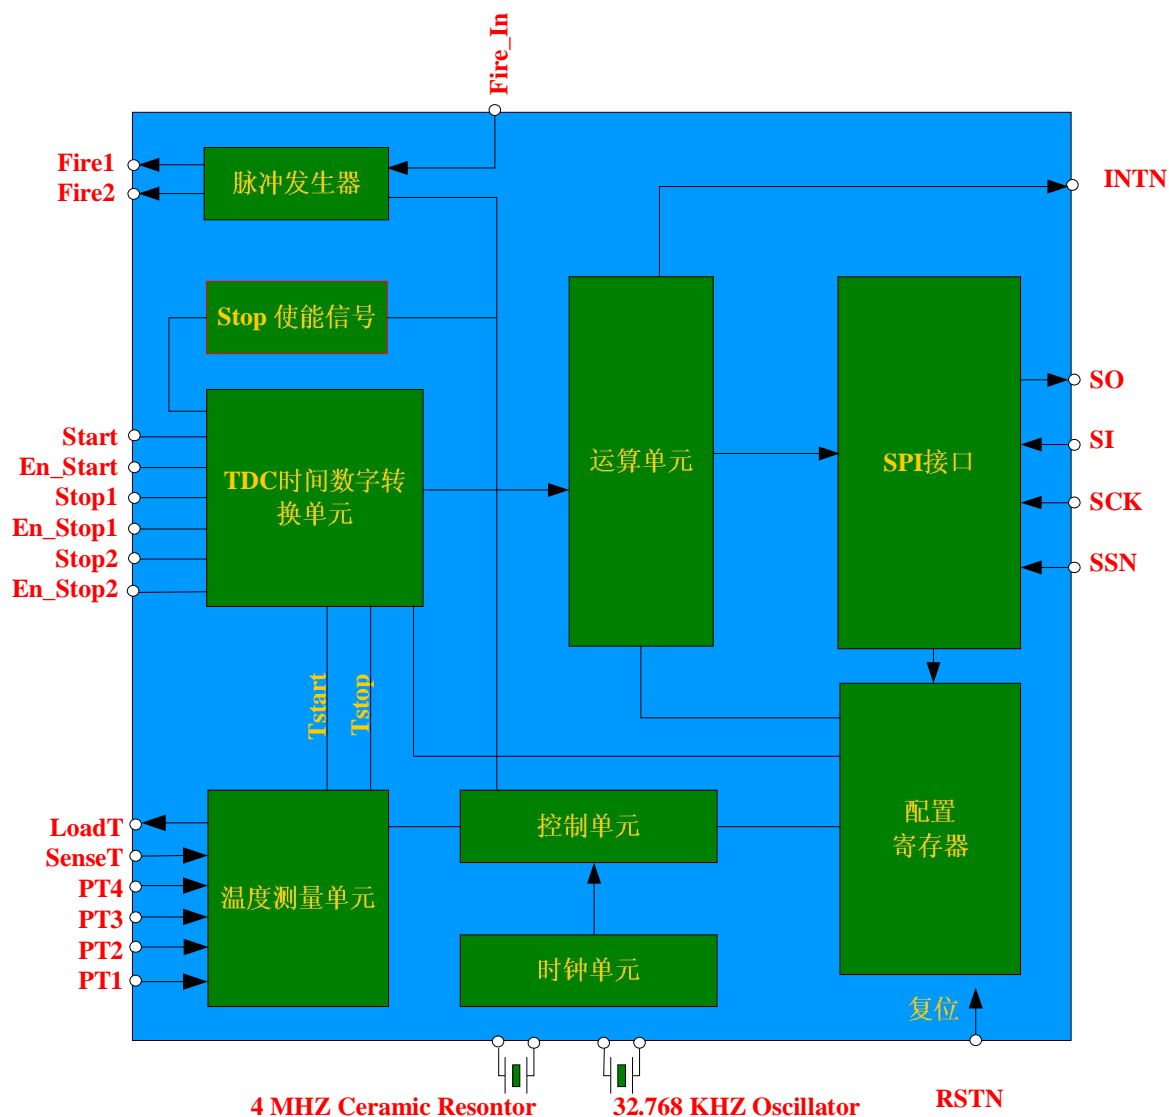 Fire_In
Fire1
脉冲发生器
Fire2
INTN
Stop 使能信号
SO
Start
SI
En_Start
运算单元
SPI接口
TDC时间数字转
换单元
Stop1
SCK
En_Stop1
Stop2
SSN
En_Stop2
Tstart
Tstop
LoadT
控制单元
配置
寄存器
SenseT
PT4
温度测量单元
PT3
PT2
时钟单元
PT1
复位
4 MHZ Ceramic Resontor
32.768 KHZ Oscillator
RSTN